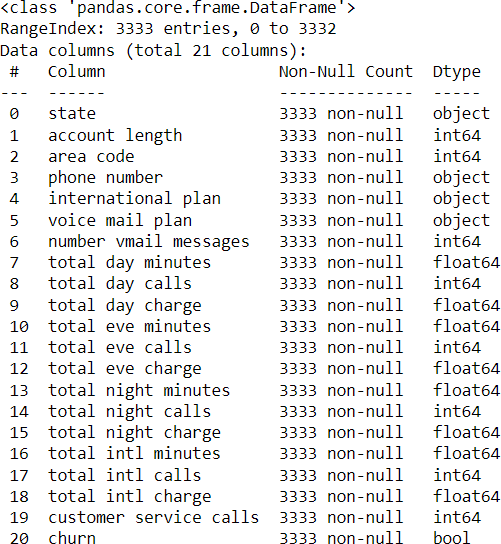 <class 'pandas.core.frame.DataFrame'>
RangeIndex: 3333 entries, 0 to 3332
Data columns (total 21 columns):
 #   Column                  Non-Null Count  Dtype
---  ------                  --------------  -----
 0   state                   3333 non-null   object
 1   account length          3333 non-null   int64
 2   area code               3333 non-null   int64
 3   phone number            3333 non-null   object
 4   international plan      3333 non-null   object
 5   voice mail plan         3333 non-null   object
 6   number vmail messages   3333 non-null   int64
 7   total day minutes       3333 non-null   float64
 8   total day calls         3333 non-null   int64
 9   total day charge        3333 non-null   float64
 10  total eve minutes       3333 non-null   float64
 11  total eve calls         3333 non-null   int64
 12  total eve charge        3333 non-null   float64
 13  total night minutes     3333 non-null   float64
 14  total night calls       3333 non-null   int64
 15  total night charge      3333 non-null   float64
 16  total intl minutes      3333 non-null   float64
 17  total intl calls        3333 non-null   int64
 18  total intl charge       3333 non-null   float64
 19  customer service calls  3333 non-null   int64
 20  churn                   3333 non-null   bool